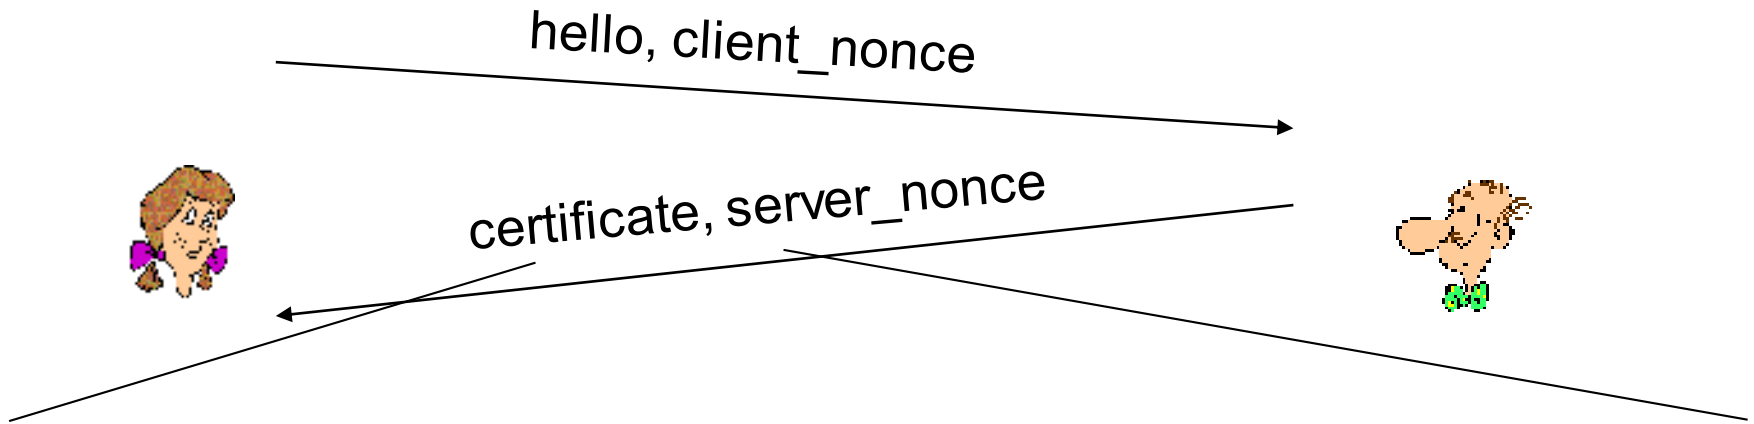 hello, client_nonce
certificate, server_nonce